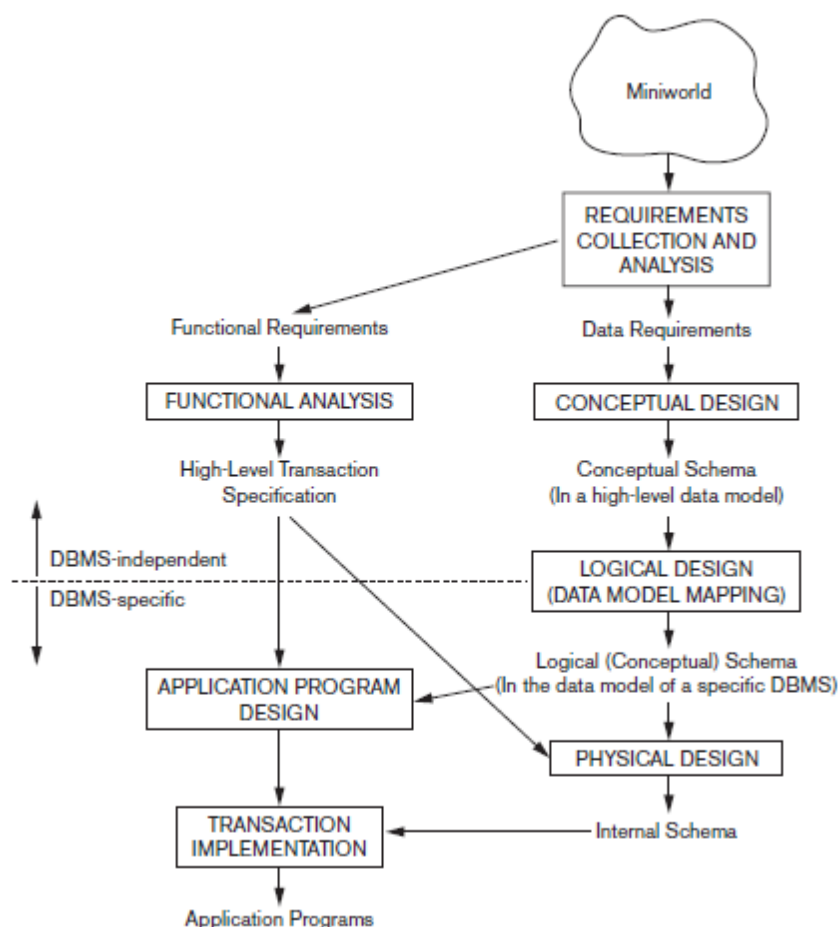 Miniworld
REQUIREMENTS
COLLECTION AND
ANALYSIS
Functional Requirements
Data Requirements
FUNCTIONAL ANALYSIS
CONCEPTUAL DESIGN
High-Level Transaction
Specification
Conceptual Schema
(In a high-level data model)
DBMS-independent
LOGICAL DESIGN
(DATA MODEL MAPPING)
DBMS-specific
Logical (Conceptual) Schema
(In the data model of a specific DBMS)
APPLICATION PROGRAM
DESIGN
PHYSICAL DESIGN
TRANSACTION
IMPLEMENTATION
Internal Schema
Application Programs